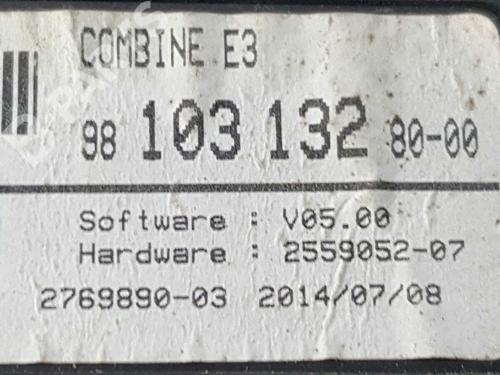 COMBINE E3
98 103 132 80-00
Software : V05.00
Hardware : 2559052-07
2769890-03 2014/07/08